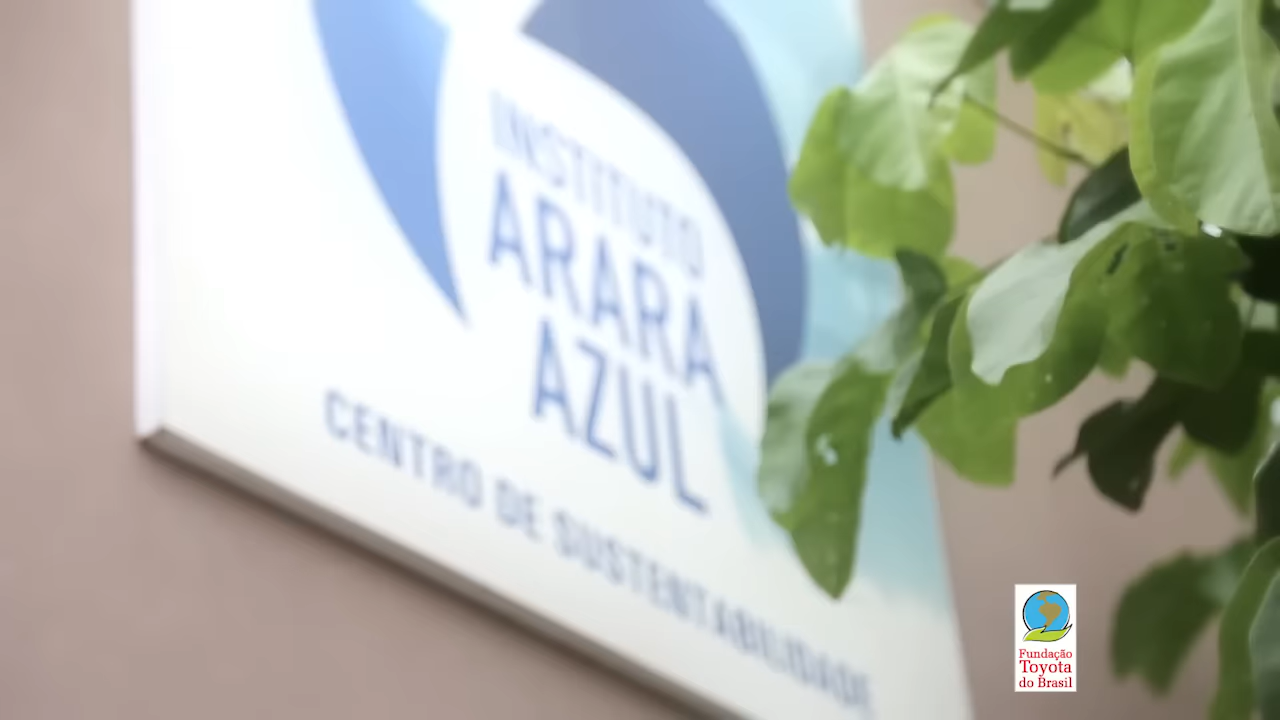 INSTITUTO
ARARA
AZUL
CENTRO DE SUSTENTABILIDADE
Fundação
Toyota
do Brasil